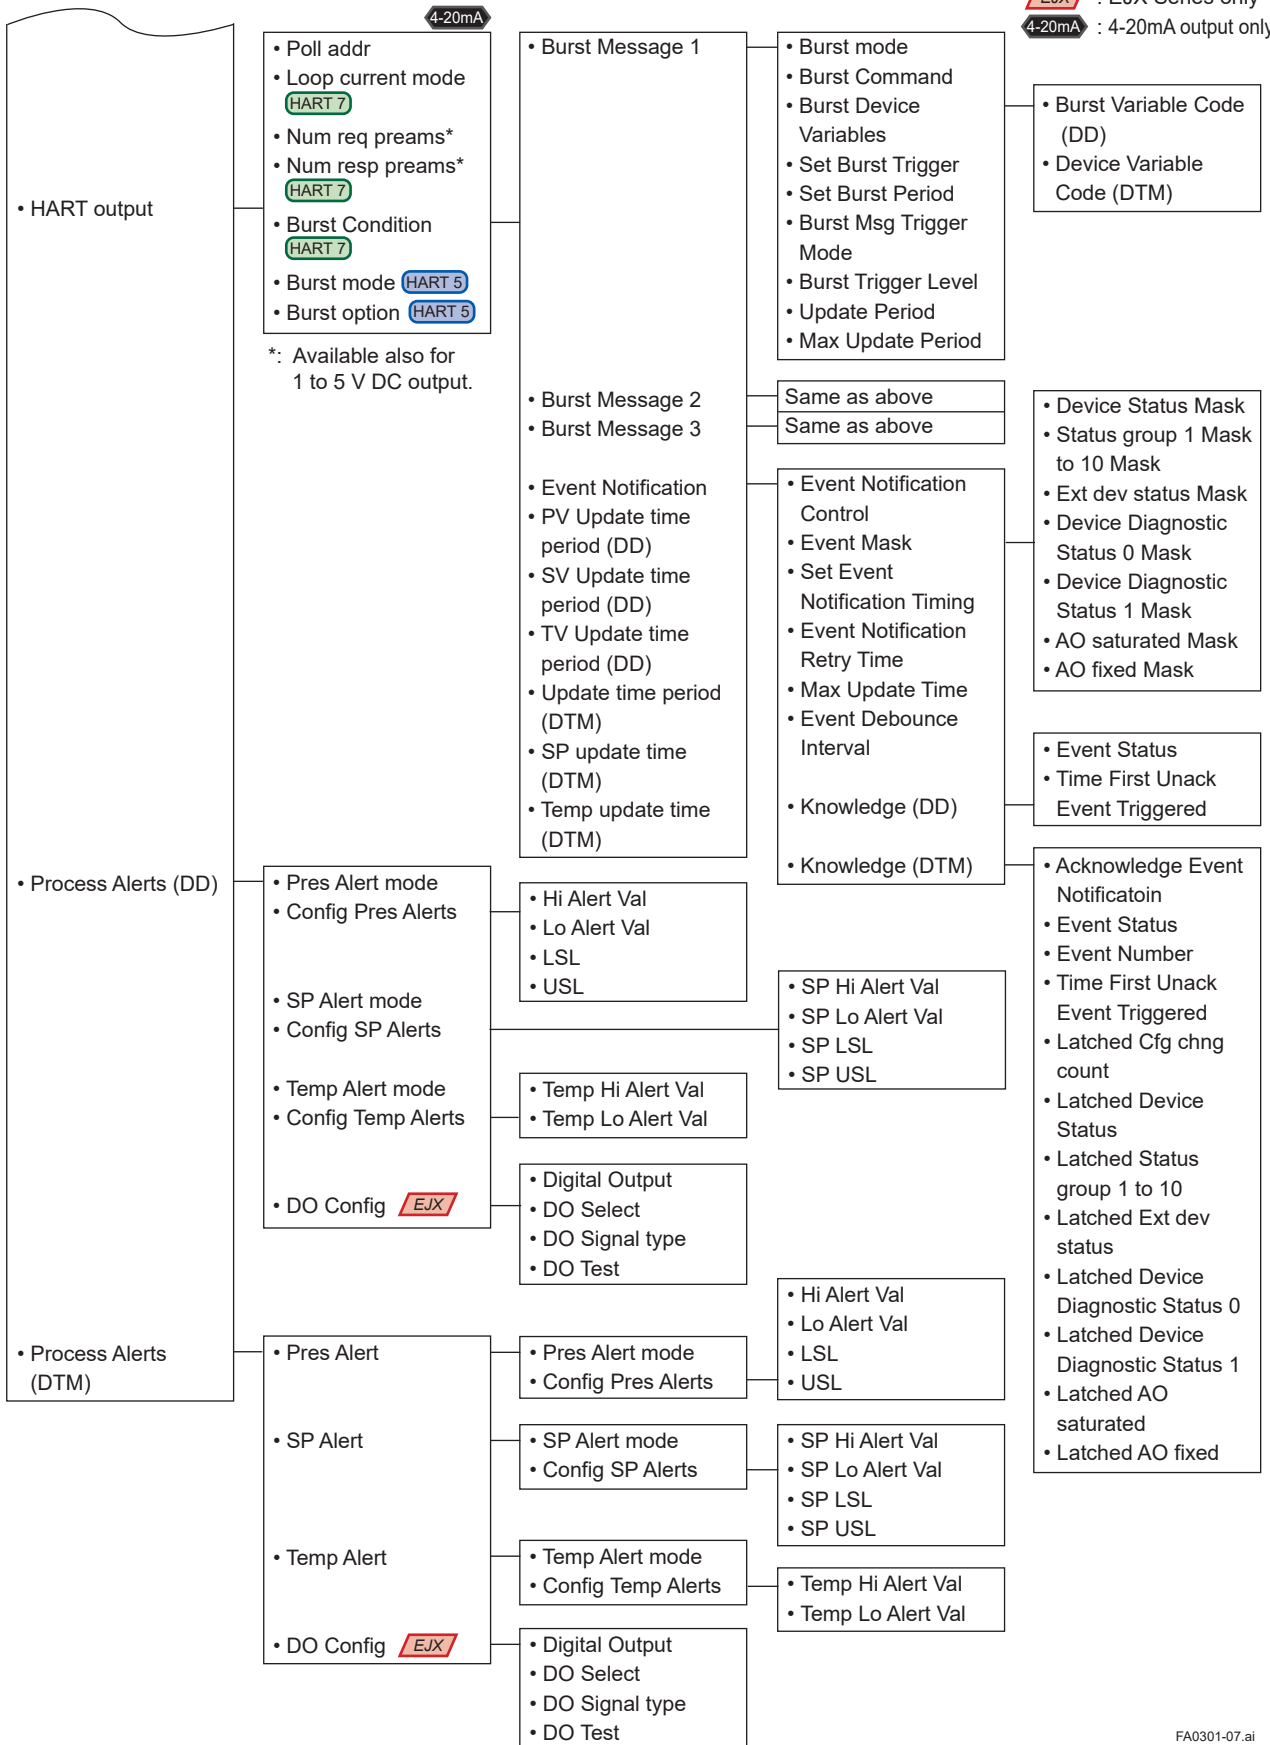 EJX : EJX Series only
4-20mA : 4-20mA output only
• HART output
4-20mA
• Poll addr
• Loop current mode
HART 7
• Num req preams*
• Num resp preams*
HART 7
• Burst Condition
HART 7
• Burst mode HART 5
• Burst option HART 5
*: Available also for
1 to 5 V DC output.
• Burst Message 1
• Burst Message 2
• Burst Message 3
• Event Notification
• PV Update time
period (DD)
• SV Update time
period (DD)
• TV Update time
period (DD)
• Update time period
(DTM)
• SP update time
(DTM)
• Temp update time
(DTM)
• Burst mode
• Burst Command
• Burst Device
Variables
• Set Burst Trigger
• Set Burst Period
• Burst Msg Trigger
Mode
• Burst Trigger Level
• Update Period
• Max Update Period
• Burst Variable Code
(DD)
• Device Variable
Code (DTM)
Same as above
Same as above
• Event Notification
Control
• Event Mask
• Set Event
Notification Timing
• Event Notification
Retry Time
• Max Update Time
• Event Debounce
Interval
• Knowledge (DD)
• Knowledge (DTM)
• Device Status Mask
• Status group 1 Mask
to 10 Mask
• Ext dev status Mask
• Device Diagnostic
Status 0 Mask
• Device Diagnostic
Status 1 Mask
• AO saturated Mask
• AO fixed Mask
• Event Status
• Time First Unack
Event Triggered
• Acknowledge Event
Notificatoin
• Event Status
• Event Number
• Time First Unack
Event Triggered
• Latched Cfg chng
count
• Latched Device
Status
• Latched Status
group 1 to 10
• Latched Ext dev
status
• Latched Device
Diagnostic Status 0
• Latched Device
Diagnostic Status 1
• Latched AO
saturated
• Latched AO fixed
• Process Alerts (DD)
• Pres Alert mode
• Config Pres Alerts
• SP Alert mode
• Config SP Alerts
• Temp Alert mode
• Config Temp Alerts
• DO Config EJX
• Hi Alert Val
• Lo Alert Val
• LSL
• USL
• SP Hi Alert Val
• SP Lo Alert Val
• SP LSL
• SP USL
• Temp Hi Alert Val
• Temp Lo Alert Val
• Digital Output
• DO Select
• DO Signal type
• DO Test
• Process Alerts
(DTM)
• Pres Alert
• SP Alert
• Temp Alert
• DO Config EJX
• Pres Alert mode
• Config Pres Alerts
• Hi Alert Val
• Lo Alert Val
• LSL
• USL
• SP Alert mode
• Config SP Alerts
• SP Hi Alert Val
• SP Lo Alert Val
• SP LSL
• SP USL
• Temp Alert mode
• Config Temp Alerts
• Temp Hi Alert Val
• Temp Lo Alert Val
• Digital Output
• DO Select
• DO Signal type
• DO Test
FA0301-07.ai